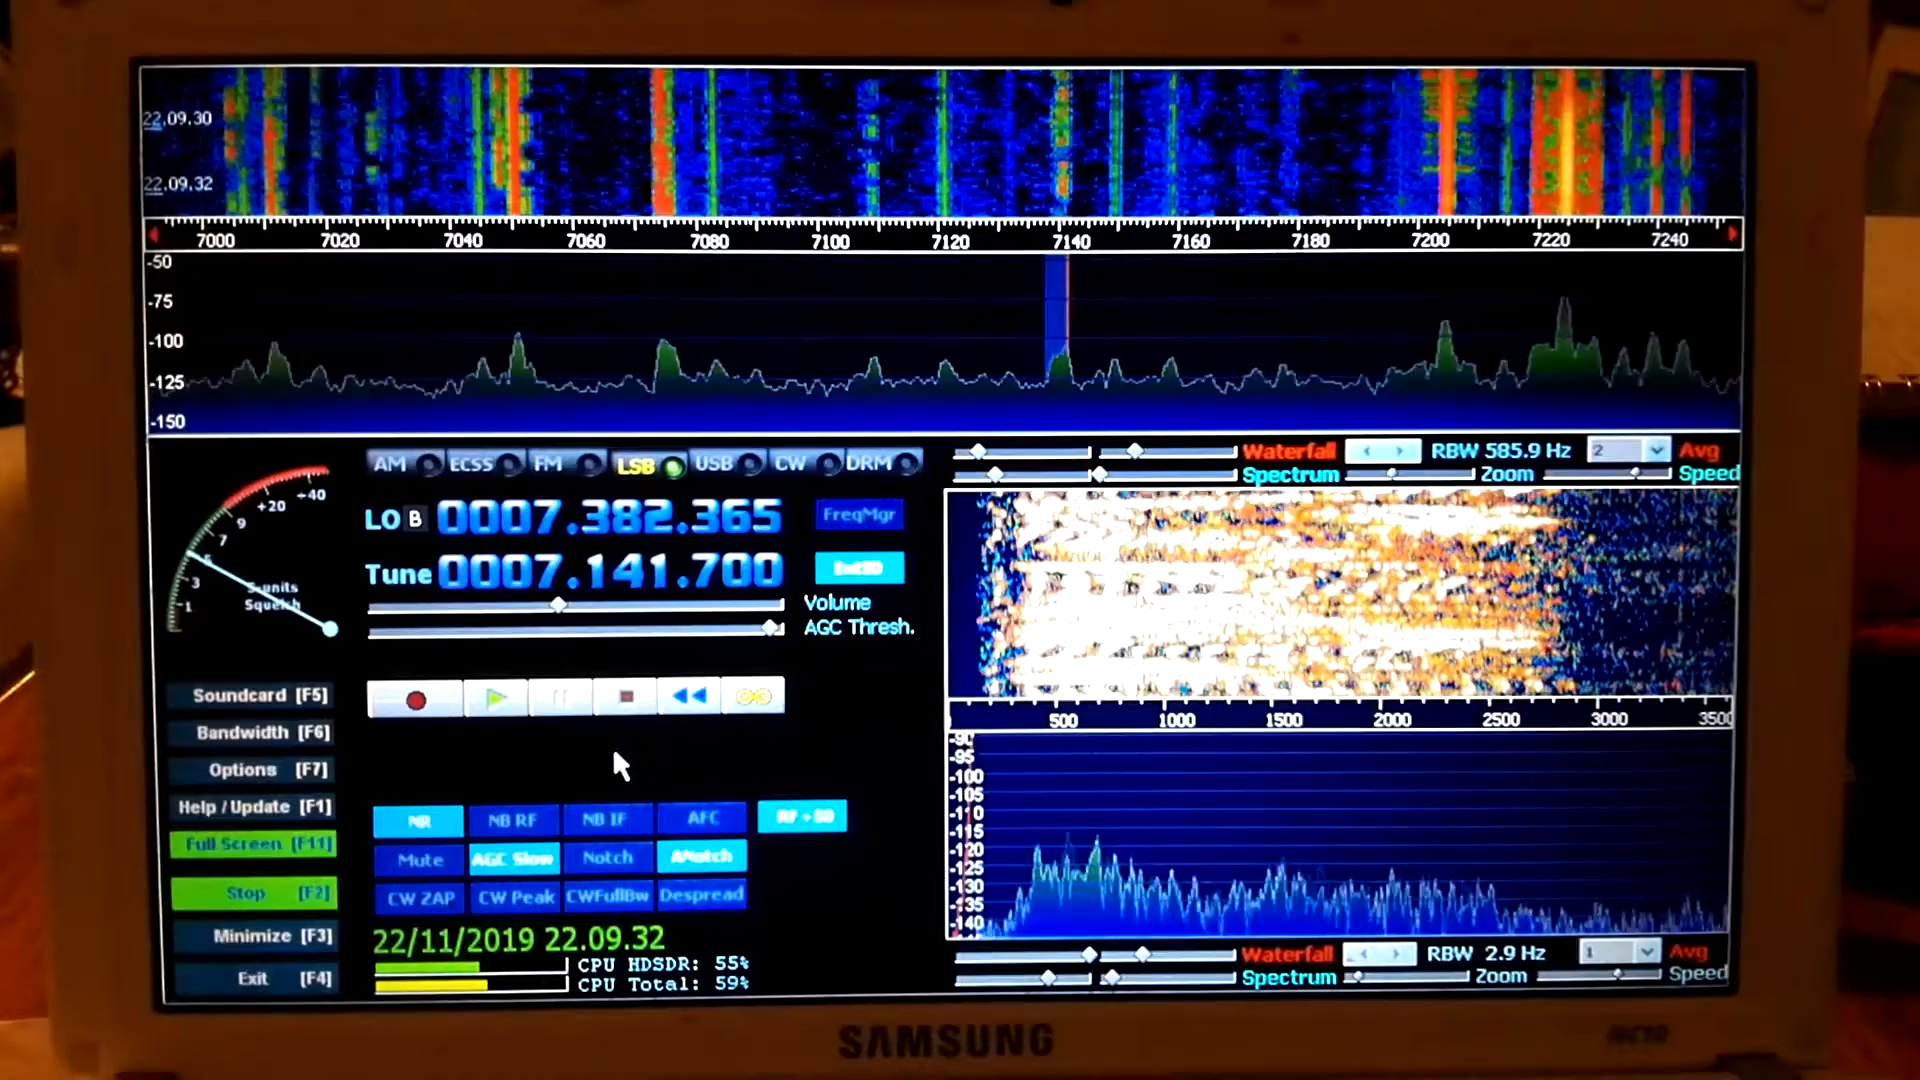 22.09.30
22.09.32
7000 7020 7040 7060 7080 7100 7120 7140 7160 7180 7200 7220 7240
-50
-75
-100
-125
-150
AM ECSS FM LSB USB CW DRM
Waterfall RBW 585.9 Hz 2 Avg
Spectrum Zoom Speed
LO B 0007.382.365 FreqMgr
Tune 0007.141.700 ExtIO
Volume
AGC Thresh.
1 3 5 7 9 +20 +40
S-units
Squelch
Soundcard [F5]
Bandwidth [F6]
Options [F7]
Help / Update [F1]
Full Screen [F11]
Stop [F2]
Minimize [F3]
Exit [F4]
NR NB RF NB IF AFC RF +50
Mute AGC Slow Notch ANotch
CW ZAP CW Peak CWFullBw Despread
22/11/2019 22.09.32
CPU HDSDR: 55%
CPU Total: 59%
500 1000 1500 2000 2500 3000 3500
-90
-95
-100
-105
-110
-115
-120
-125
-130
-135
-140
Waterfall RBW 2.9 Hz 1 Avg
Spectrum Zoom Speed
SAMSUNG